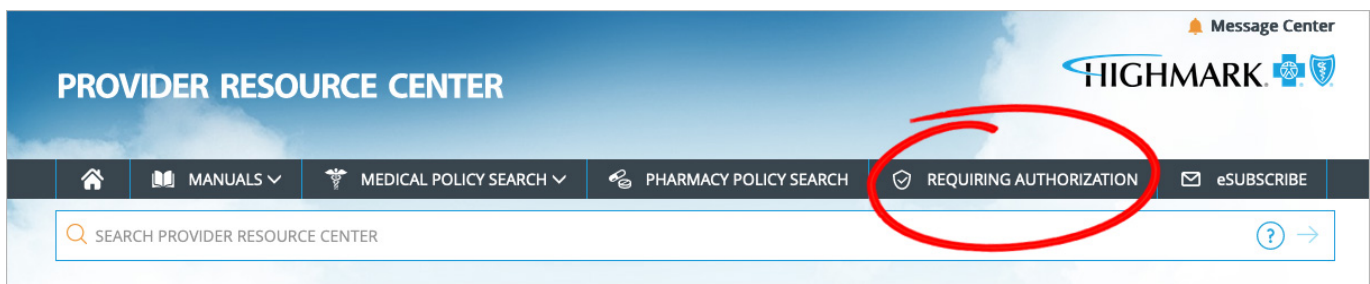 Message Center
PROVIDER RESOURCE CENTER
HIGHMARK
MANUALS MEDICAL POLICY SEARCH PHARMACY POLICY SEARCH REQUIRING AUTHORIZATION eSUBSCRIBE
SEARCH PROVIDER RESOURCE CENTER ?